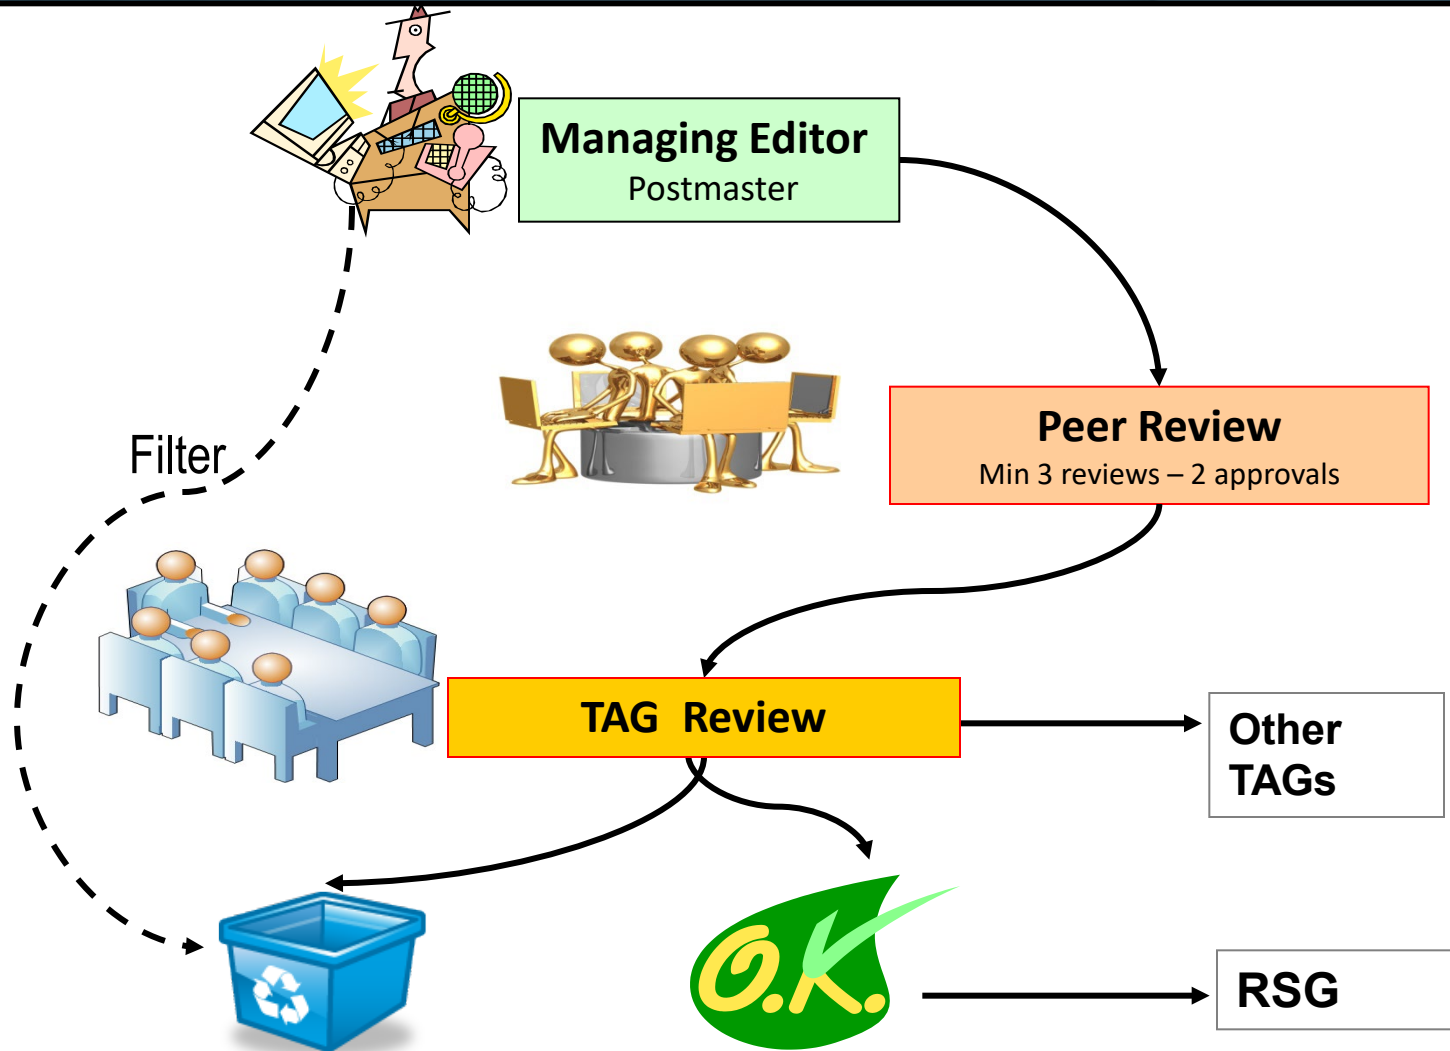 Managing Editor
Postmaster
Peer Review
Min 3 reviews – 2 approvals
Filter
TAG Review
Other
TAGs
O.K.
RSG